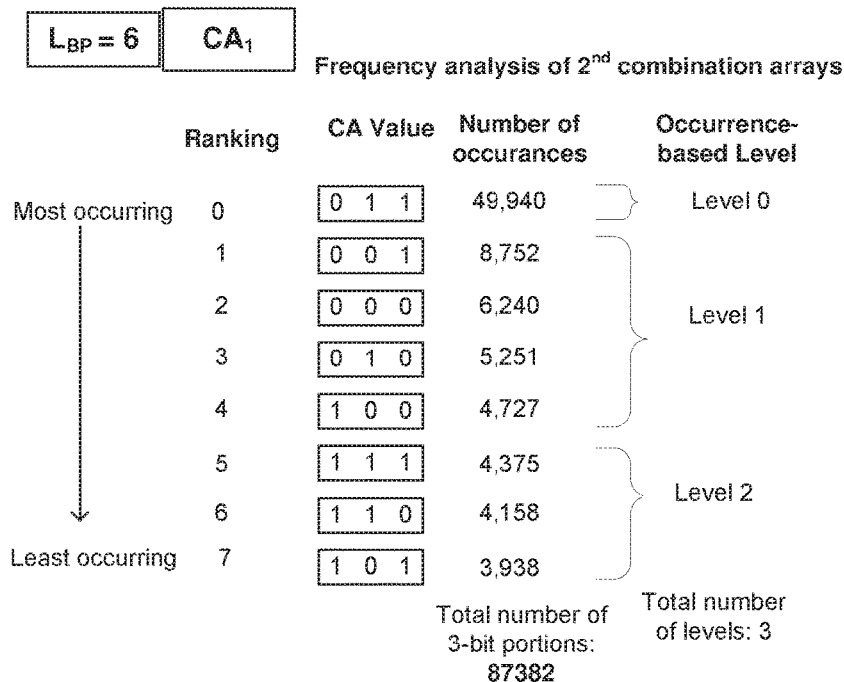 L_BP = 6 CA₁
Frequency analysis of 2nd combination arrays
Ranking CA Value Number of occurances Occurrence-based Level
Most occurring 0 0 1 1 49,940 Level 0
1 0 0 1 8,752
2 0 0 0 6,240 Level 1
3 0 1 0 5,251
4 1 0 0 4,727
5 1 1 1 4,375
6 1 1 0 4,158 Level 2
Least occurring 7 1 0 1 3,938
Total number of 3-bit portions: 87382
Total number of levels: 3